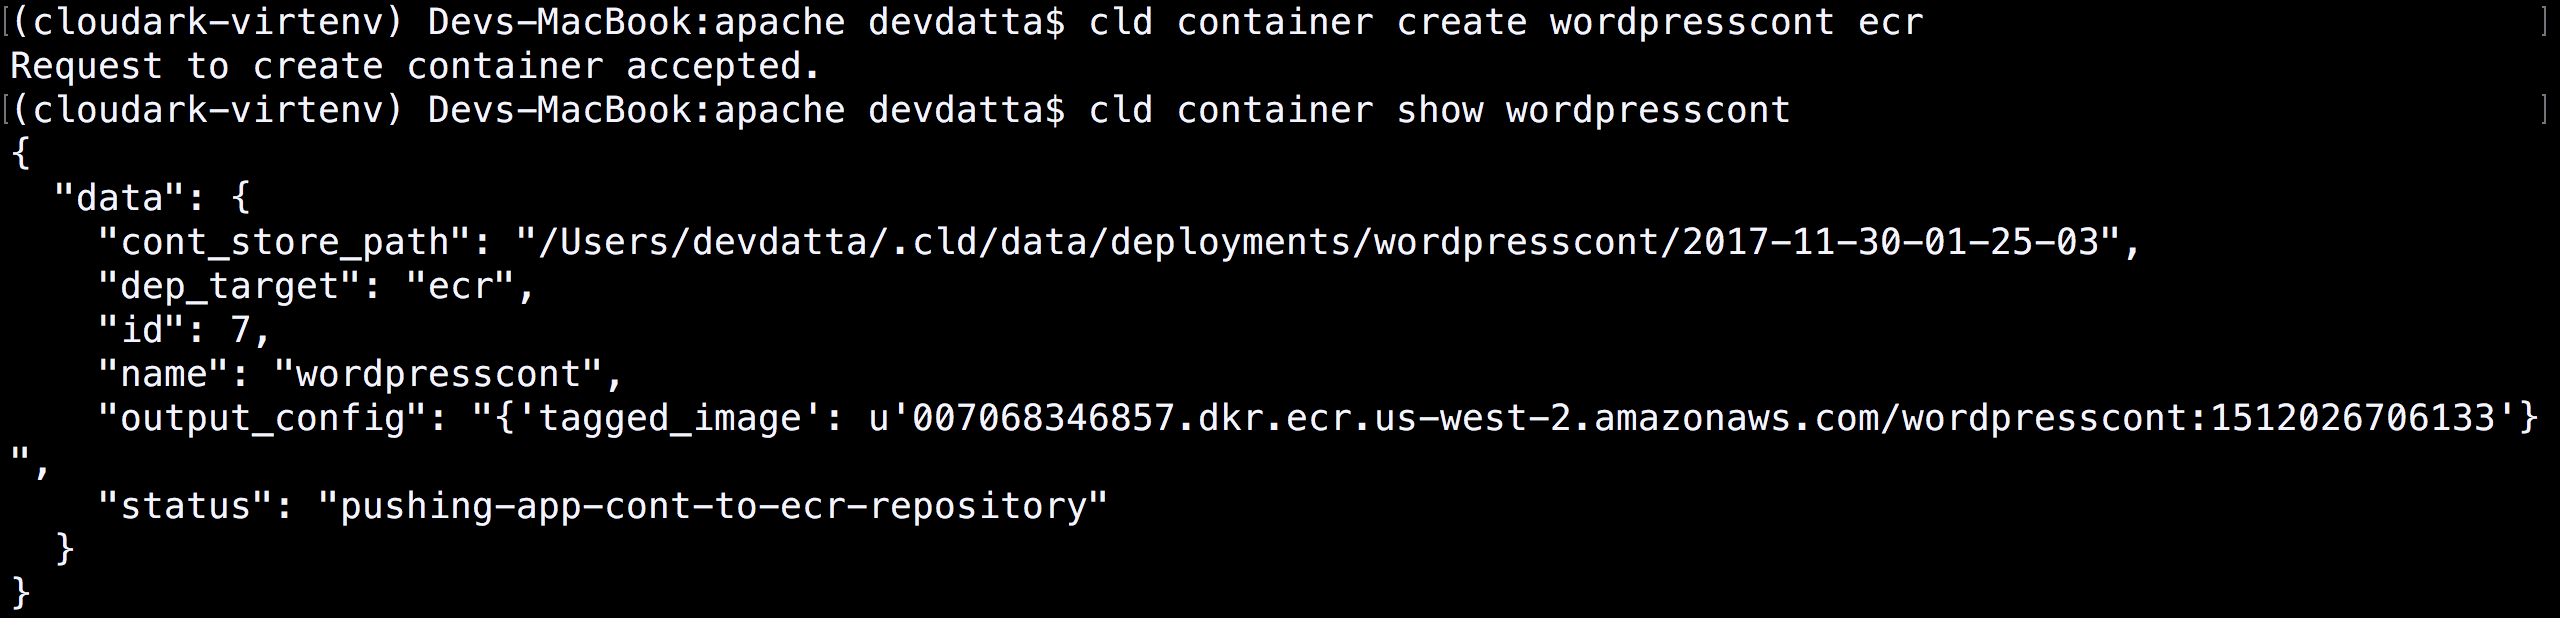 [(cloudark-virtenv) Devs-MacBook:apache devdatta$ cld container create wordpresscont ecr ]
Request to create container accepted.
[(cloudark-virtenv) Devs-MacBook:apache devdatta$ cld container show wordpresscont ]
{
  "data": {
    "cont_store_path": "/Users/devdatta/.cld/data/deployments/wordpresscont/2017-11-30-01-25-03",
    "dep_target": "ecr",
    "id": 7,
    "name": "wordpresscont",
    "output_config": "{'tagged_image': u'007068346857.dkr.ecr.us-west-2.amazonaws.com/wordpresscont:1512026706133'}
",
    "status": "pushing-app-cont-to-ecr-repository"
  }
}